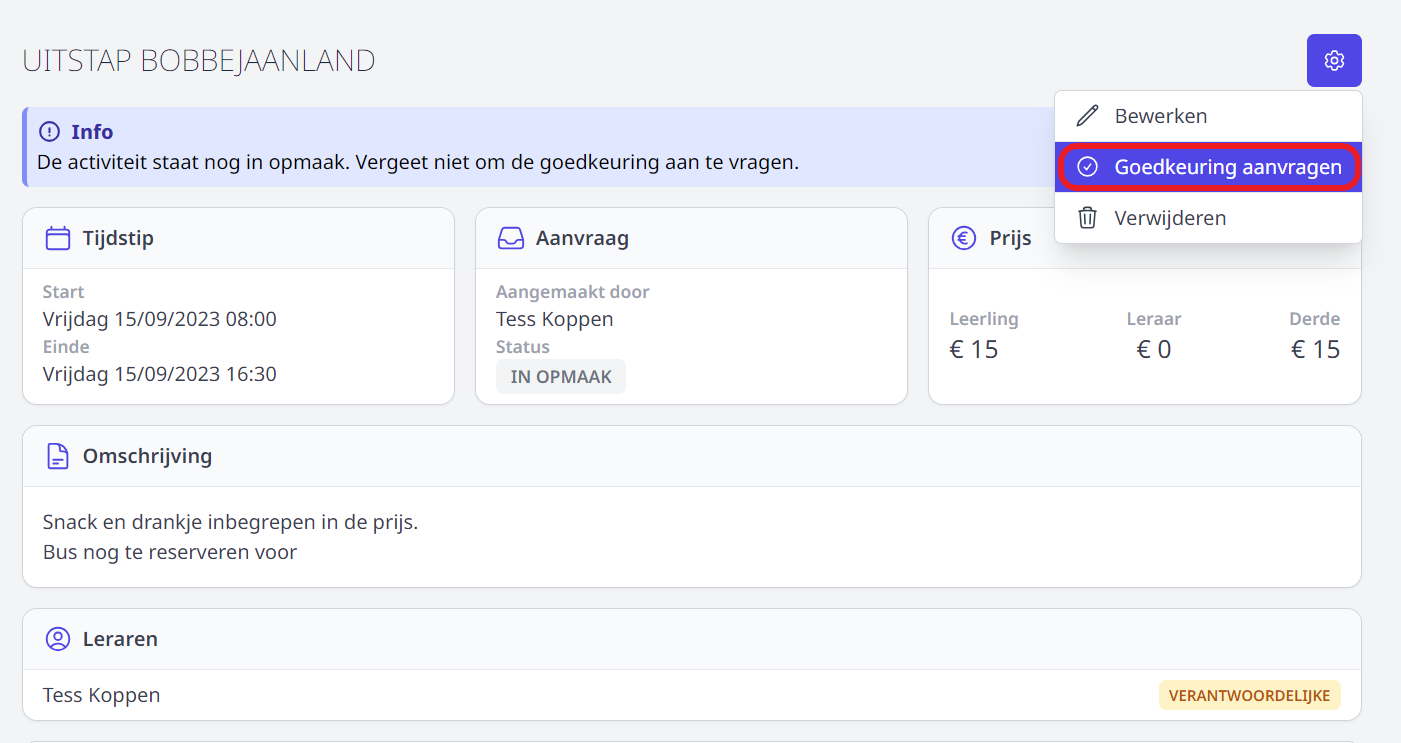 UITSTAP BOBBEJAANLAND
Bewerken
Goedkeuring aanvragen
Verwijderen
Info
De activiteit staat nog in opmaak. Vergeet niet om de goedkeuring aan te vragen.
Tijdstip
Start
Vrijdag 15/09/2023 08:00
Einde
Vrijdag 15/09/2023 16:30
Aanvraag
Aangemaakt door
Tess Koppen
Status
IN OPMAAK
Prijs
Leerling Leraar Derde
€ 15 € 0 € 15
Omschrijving
Snack en drankje inbegrepen in de prijs.
Bus nog te reserveren voor
Leraren
Tess Koppen VERANTWOORDELIJKE